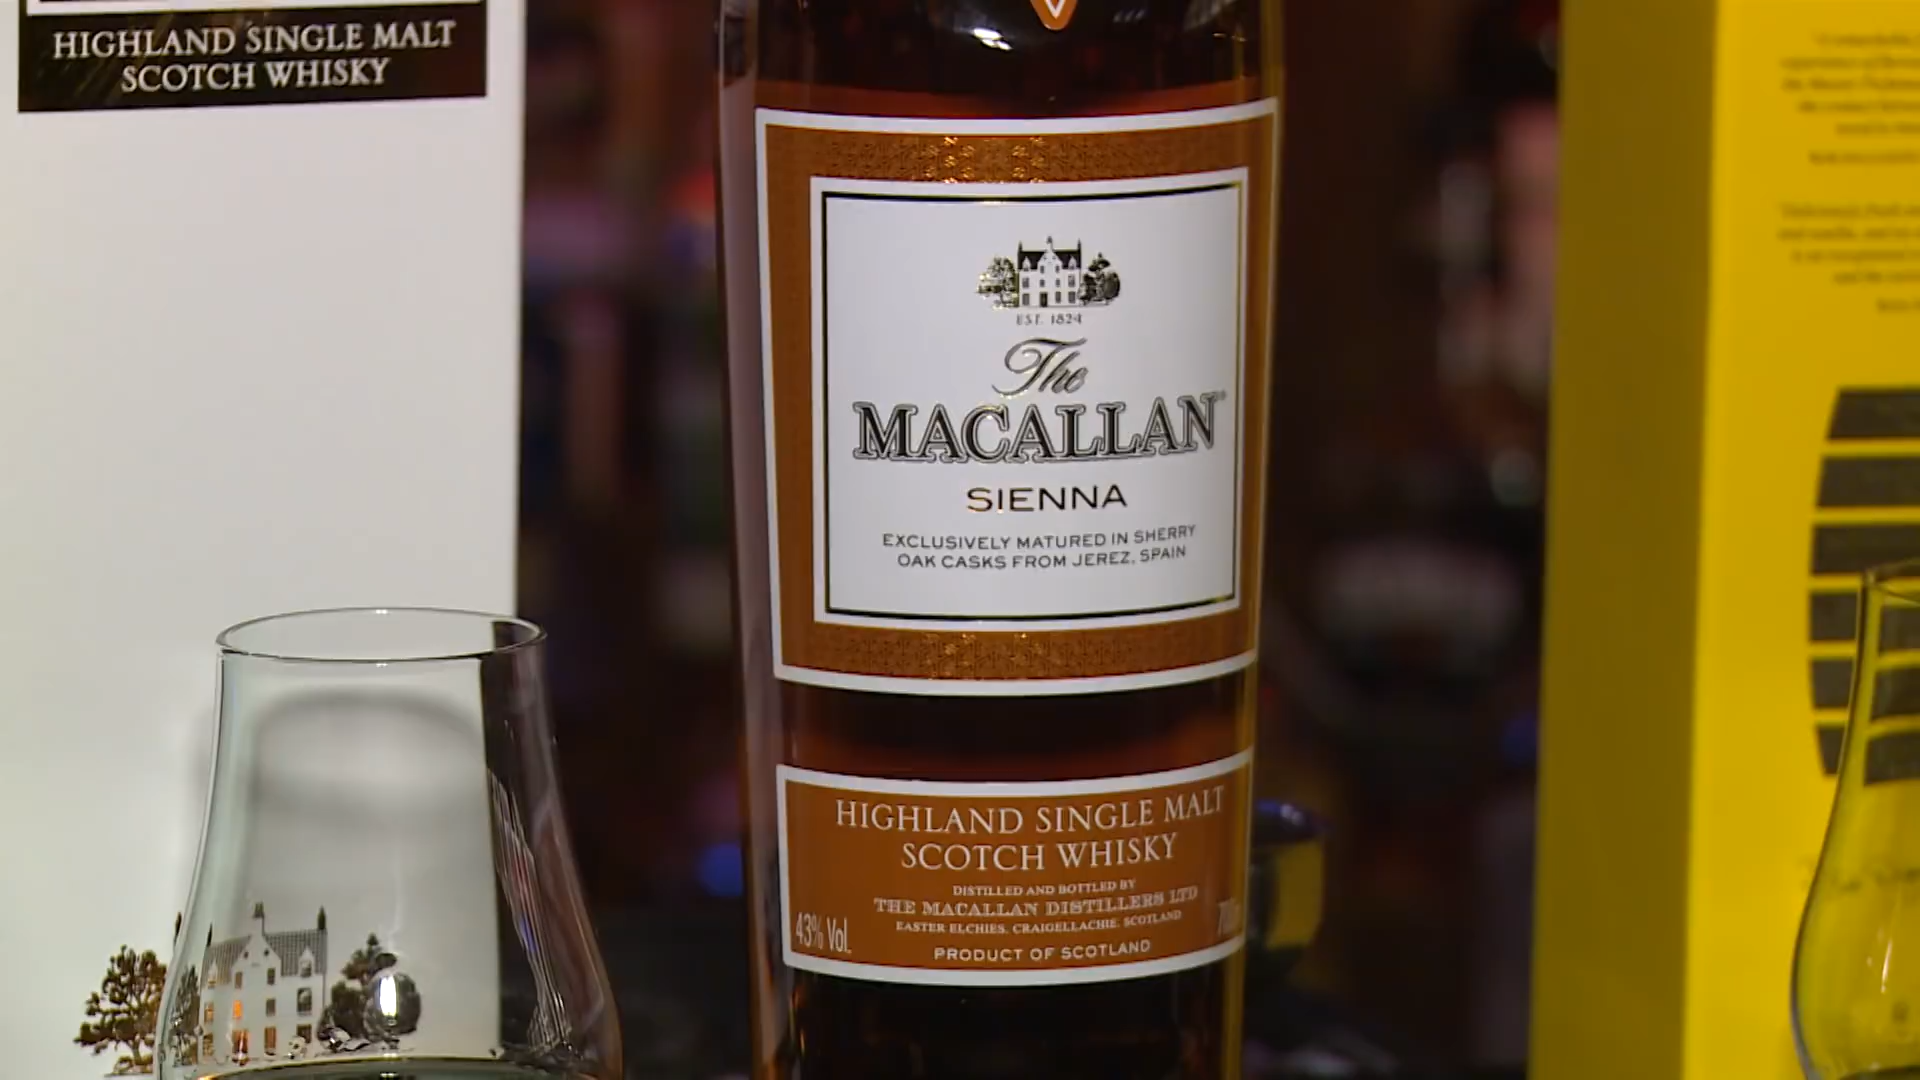 HIGHLAND SINGLE MALT
SCOTCH WHISKY
EST. 1824
The
MACALLAN
SIENNA
EXCLUSIVELY MATURED IN SHERRY
OAK CASKS FROM JEREZ, SPAIN
HIGHLAND SINGLE MALT
SCOTCH WHISKY
DISTILLED AND BOTTLED BY
THE MACALLAN DISTILLERS LTD
EASTER ELCHIES, CRAIGELLACHIE, SCOTLAND
43% Vol.
PRODUCT OF SCOTLAND